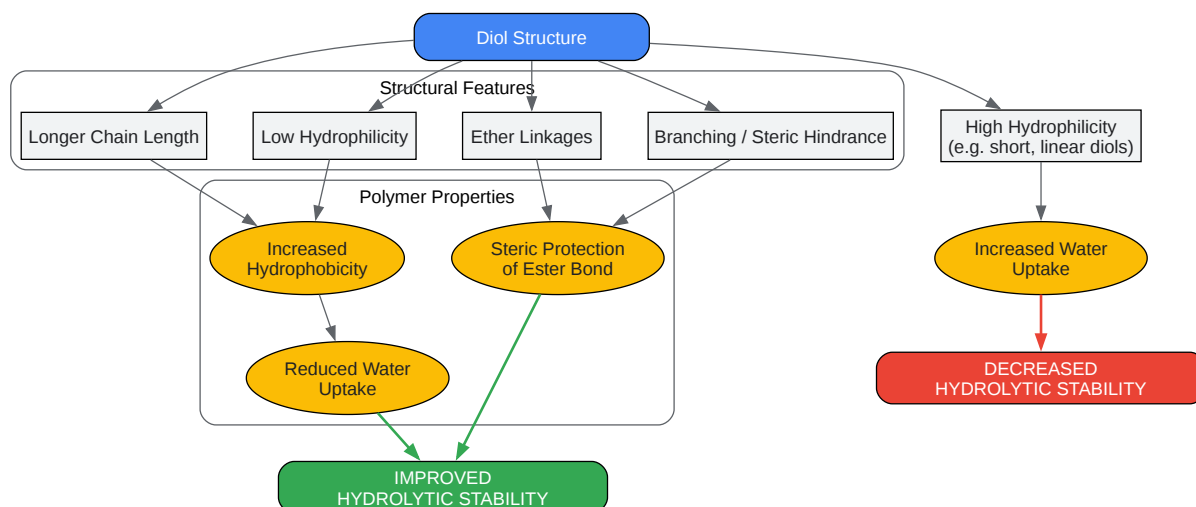 Diol Structure
Structural Features
Longer Chain Length
Low Hydrophilicity
Ether Linkages
Branching / Steric Hindrance
High Hydrophilicity
(e.g. short, linear diols)
Polymer Properties
Increased
Hydrophobicity
Steric Protection
of Ester Bond
Increased Water
Uptake
Reduced Water
Uptake
DECREASED
HYDROLYTIC STABILITY
IMPROVED
HYDROLYTIC STABILITY